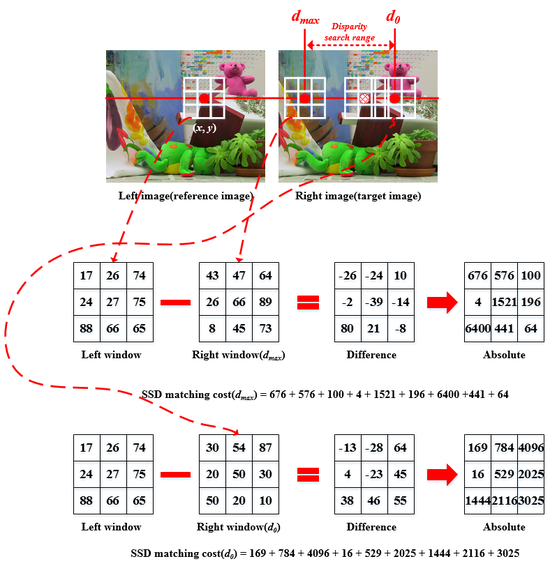 d_max d_0
Disparity
search range
(x, y)
Left image(reference image) Right image(target image)
17 26 74 43 47 64 -26 -24 10 676 576 100
24 27 75 26 66 89 -2 -39 -14 4 1521 196
88 66 65 8 45 73 80 21 -8 6400 441 64
Left window Right window(d_max) Difference Absolute
SSD matching cost(d_max) = 676 + 576 + 100 + 4 + 1521 + 196 + 6400 +441 + 64
17 26 74 30 54 87 -13 -28 64 169 784 4096
24 27 75 20 50 30 4 -23 45 16 529 2025
88 66 65 50 20 10 38 46 55 1444 2116 3025
Left window Right window(d_0) Difference Absolute
SSD matching cost(d_0) = 169 + 784 + 4096 + 16 + 529 + 2025 + 1444 + 2116 + 3025